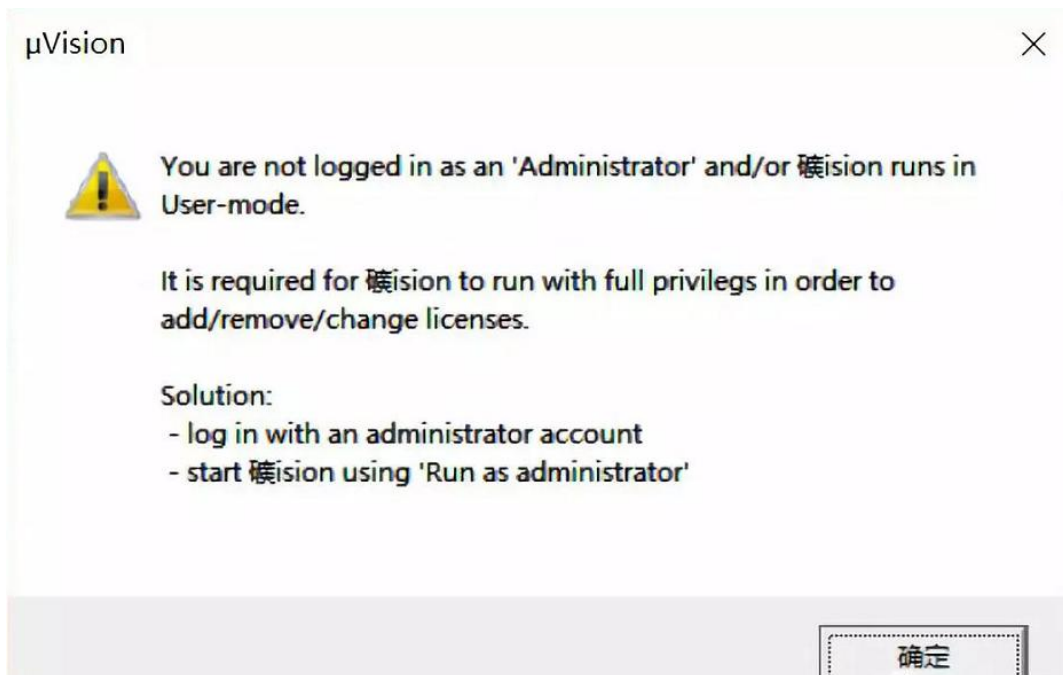 µVision
You are not logged in as an 'Administrator' and/or 礦ision runs in
User-mode.
It is required for 礦ision to run with full privilegs in order to
add/remove/change licenses.
Solution:
- log in with an administrator account
- start 礦ision using 'Run as administrator'
确定